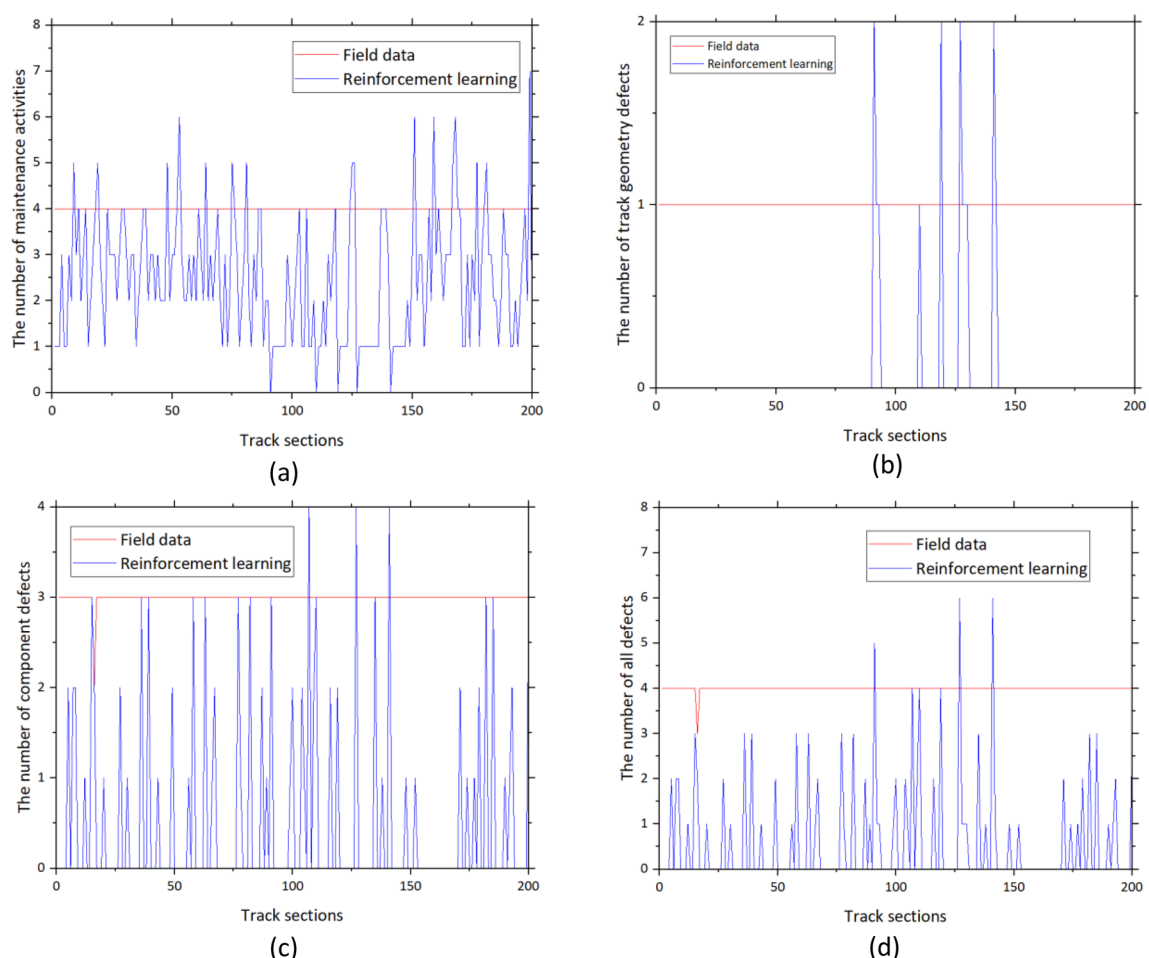 8
7
6
5
4
3
2
1
0
The number of maintenance activities
Field data
Reinforcement learning
0
50
100
150
200
Track sections
(a)
2
1
0
The number of track geometry defects
Field data
Reinforcement learning
0
50
100
150
200
Track sections
(b)
4
3
2
1
0
The number of component defects
Field data
Reinforcement learning
0
50
100
150
200
Track sections
(c)
8
7
6
5
4
3
2
1
0
The number of all defects
Field data
Reinforcement learning
0
50
100
150
200
Track sections
(d)